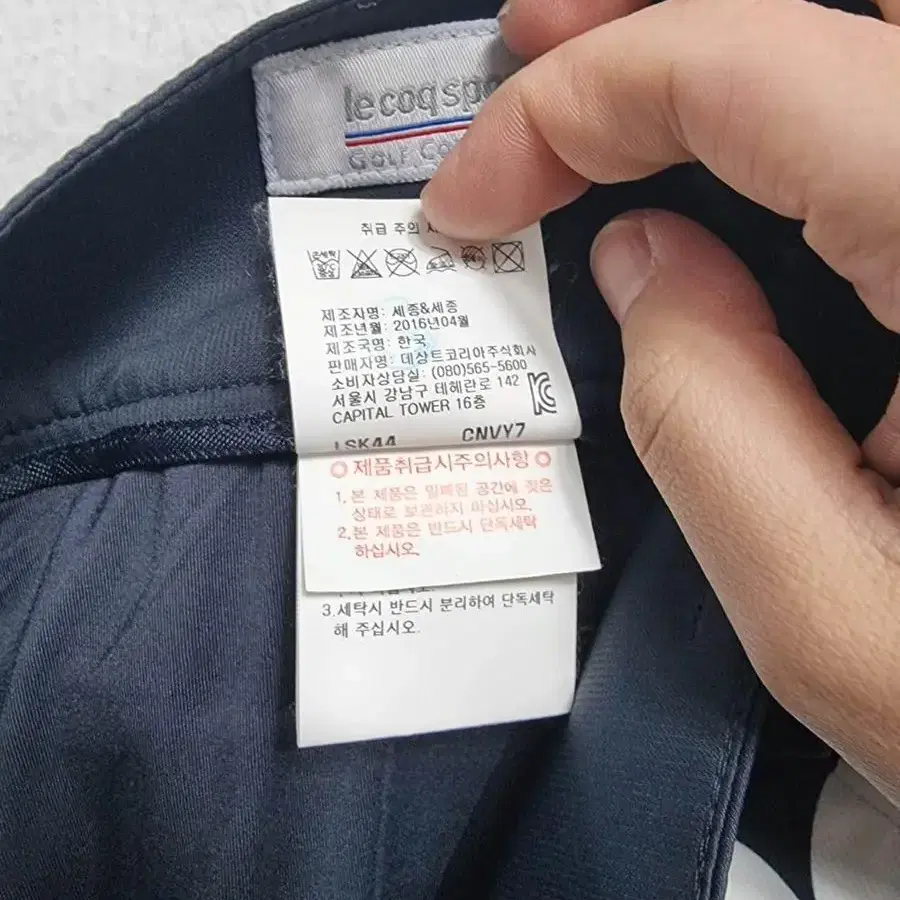 le coq sp
GOLF Co
취급 주의 사
손세탁
제조자명: 세종&세종
제조년월: 2016년04월
제조국명: 한국
판매자명: 데상트코리아주식회사
소비자상담실: (080)565-5600
서울시 강남구 테헤란로 142
CAPITAL TOWER 16층
LSK44 CNVY7
제품취급시주의사항
1. 본 제품은 밀폐된 공간에 젖은
상태로 보관하지 마십시오.
2.본 제품은 반드시 단독세탁
하십시오.
3.세탁시 반드시 분리하여 단독세탁
해 주십시오.